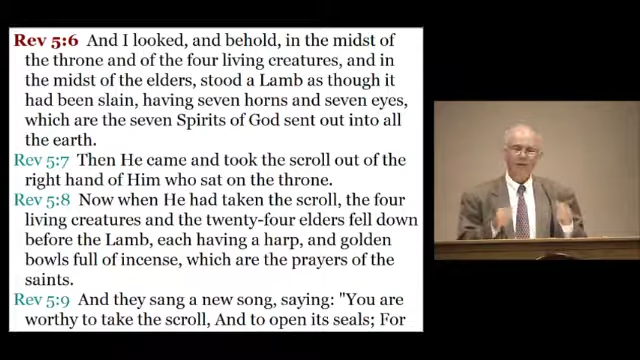 Rev 5:6 And I looked, and behold, in the midst of
the throne and of the four living creatures, and in
the midst of the elders, stood a Lamb as though it
had been slain, having seven horns and seven eyes,
which are the seven Spirits of God sent out into all
the earth.
Rev 5:7 Then He came and took the scroll out of the
right hand of Him who sat on the throne.
Rev 5:8 Now when He had taken the scroll, the four
living creatures and the twenty-four elders fell down
before the Lamb, each having a harp, and golden
bowls full of incense, which are the prayers of the
saints.
Rev 5:9 And they sang a new song, saying: "You are
worthy to take the scroll, And to open its seals; For